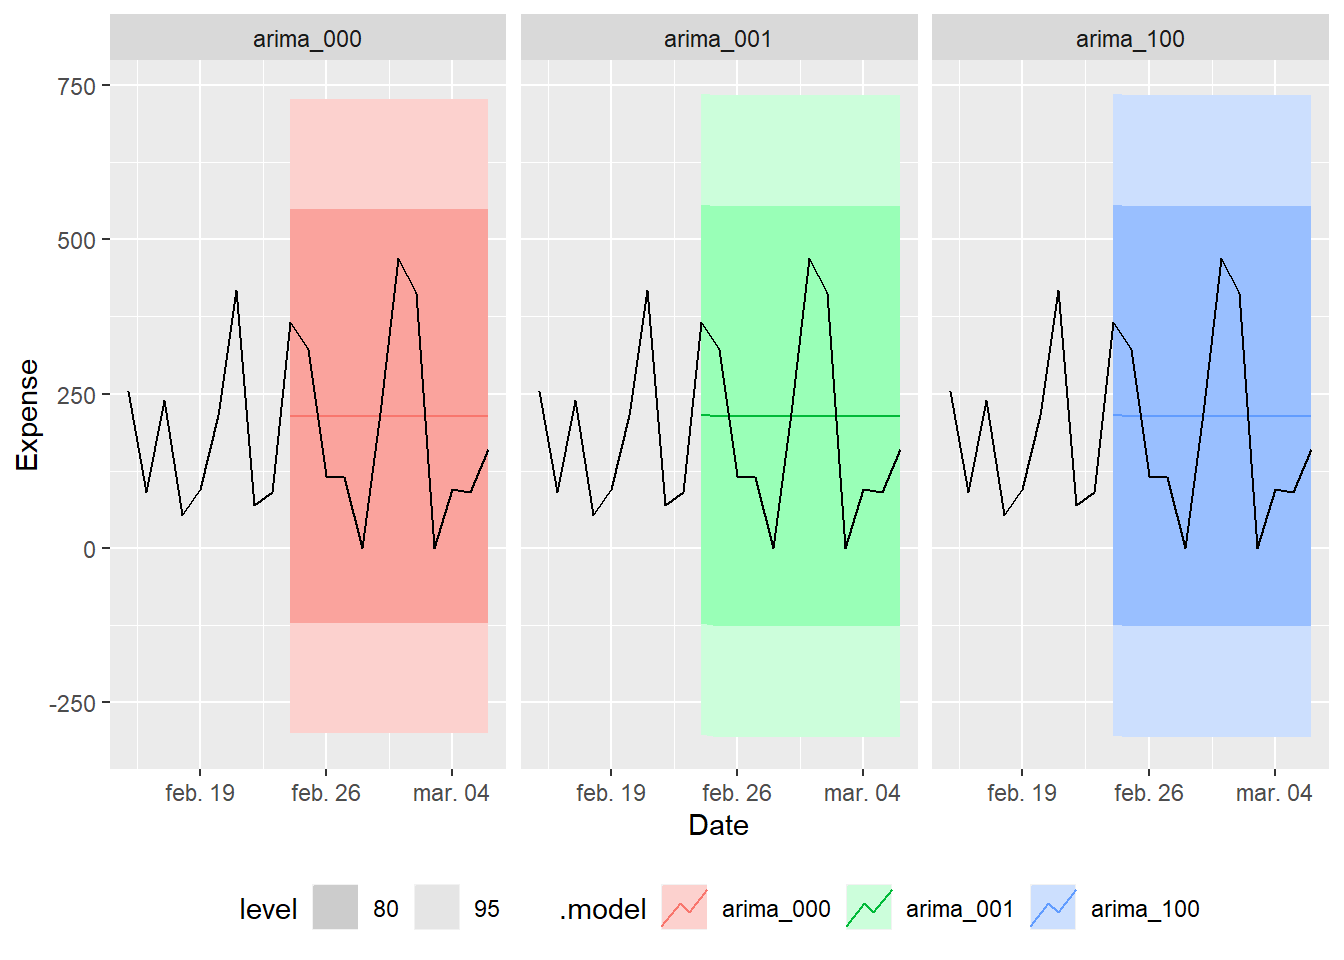 arima_000 arima_001 arima_100
750
500
250
0
-250
Expense
feb. 19 feb. 26 mar. 04 feb. 19 feb. 26 mar. 04 feb. 19 feb. 26 mar. 04
Date
level 80 95 .model arima_000 arima_001 arima_100